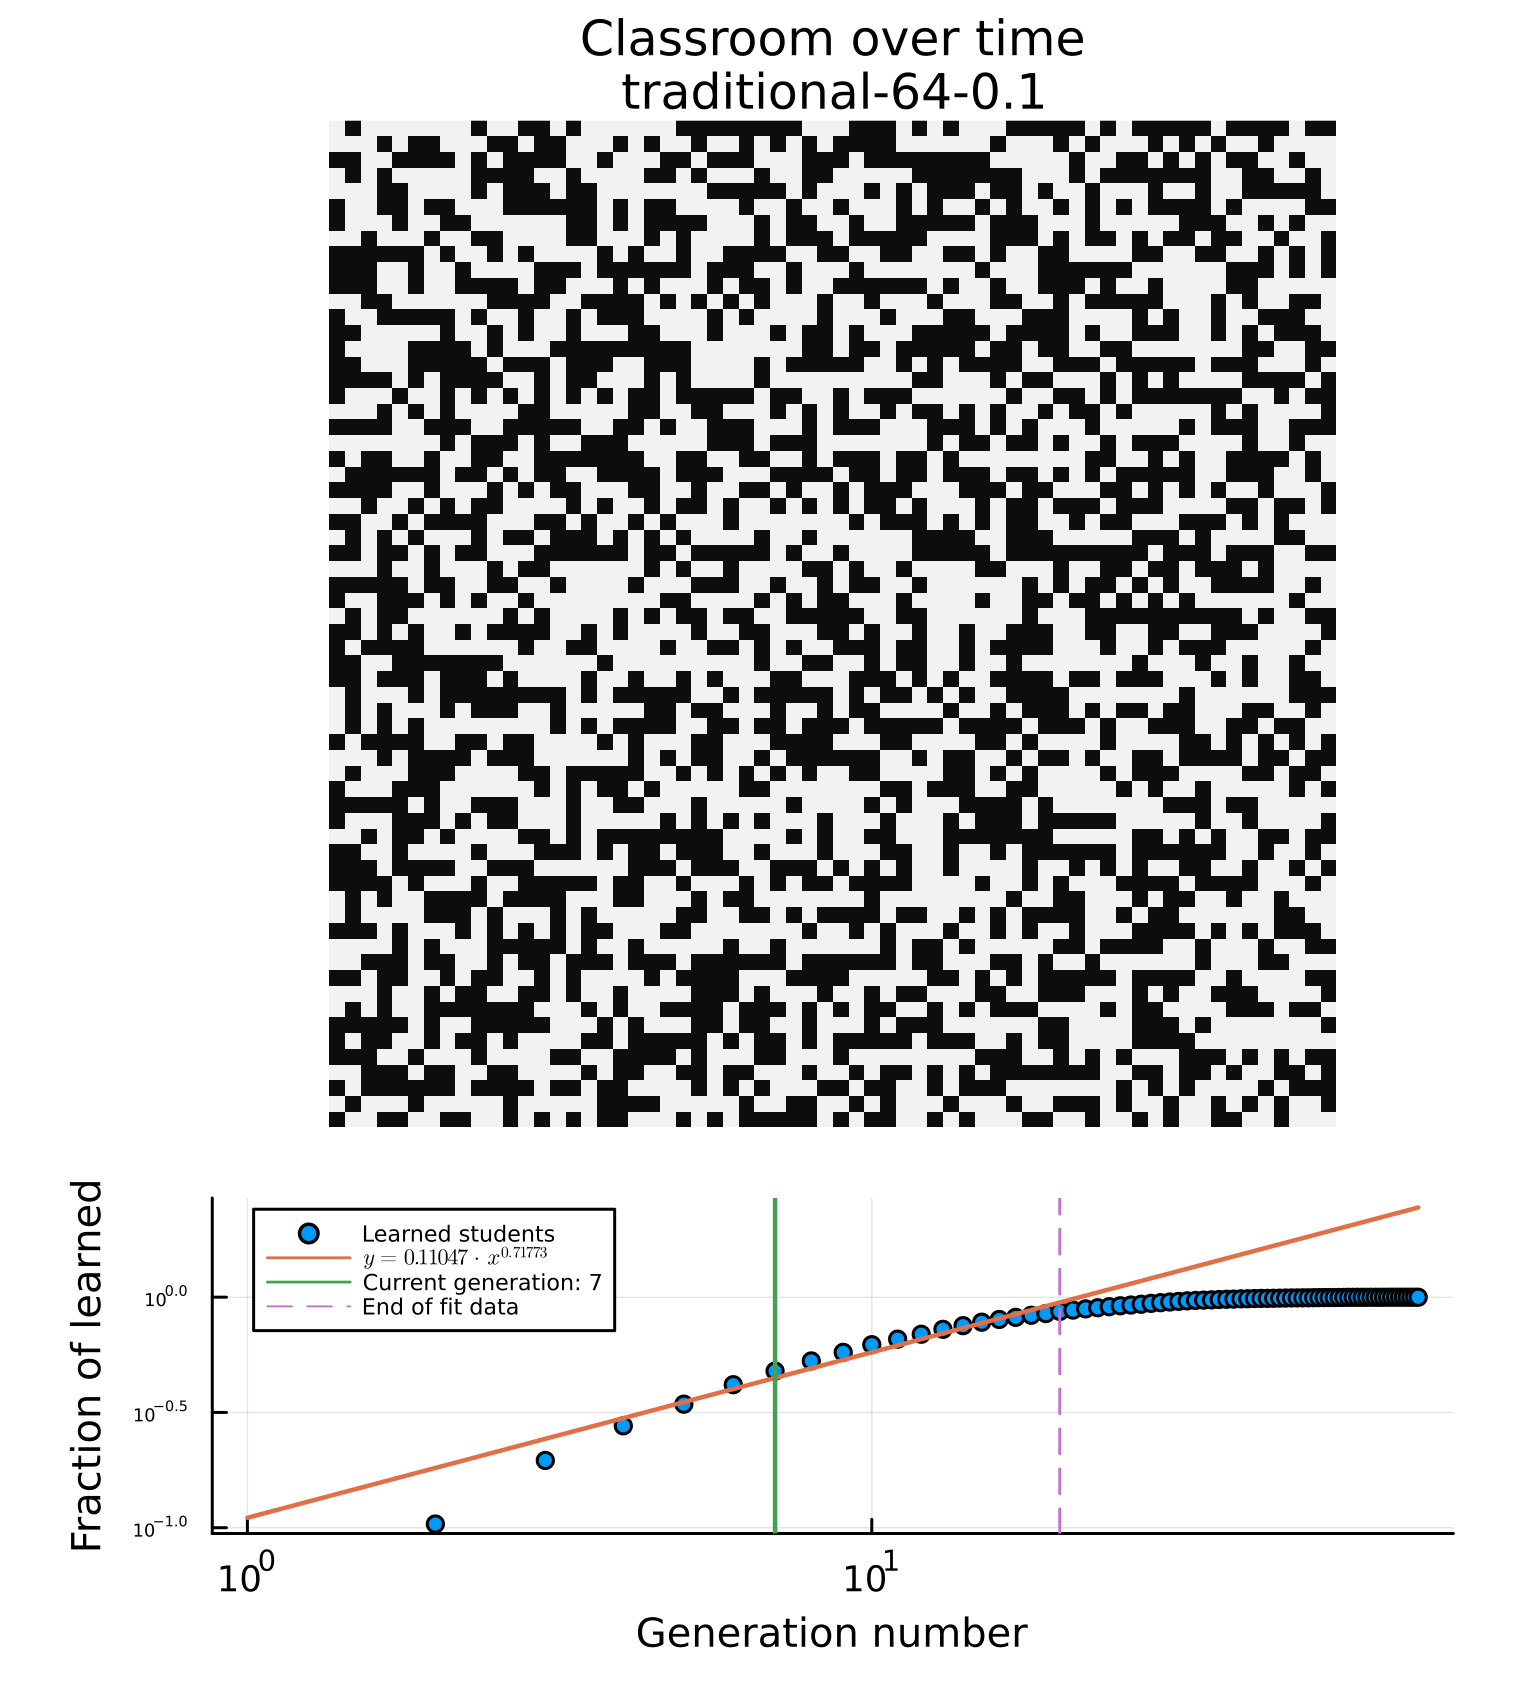 Classroom over time
traditional-64-0.1
Fraction of learned
Learned students
y = 0.11047 · x^0.71773
Current generation: 7
End of fit data
10^0.0
10^−0.5
10^−1.0
10^0
10^1
Generation number